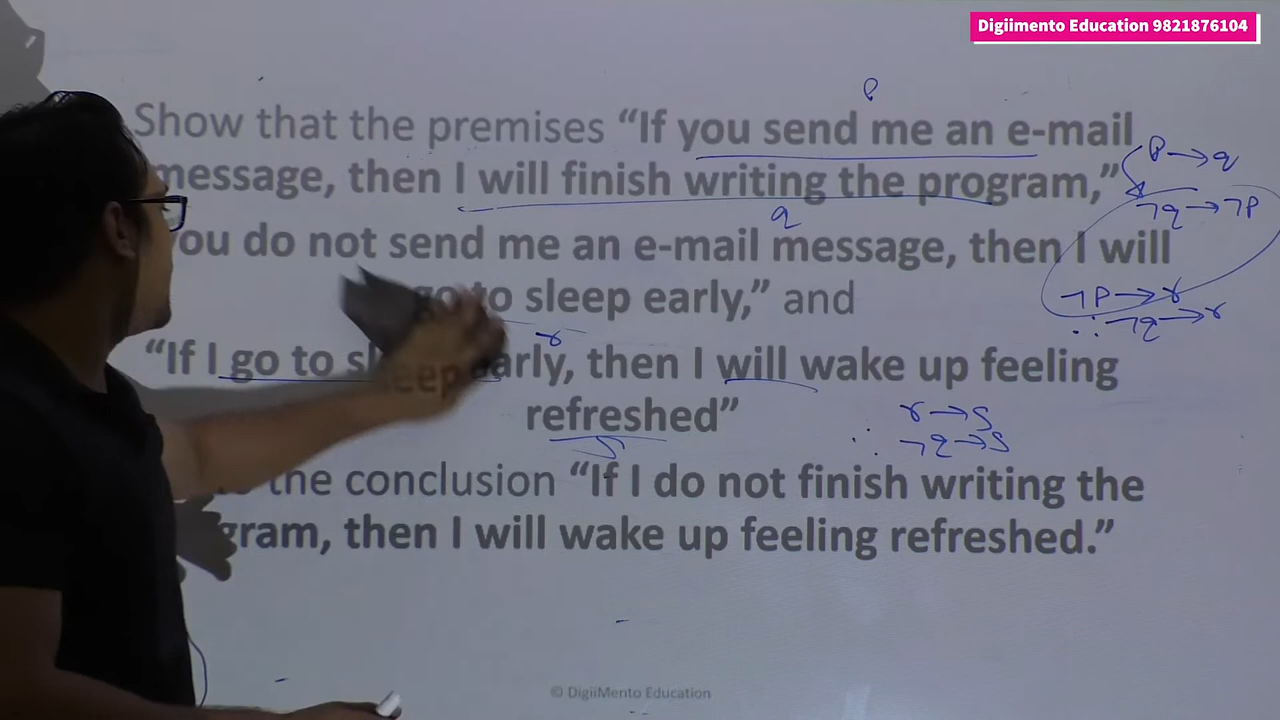 Digiimento Education 9821876104
P
Show that the premises “If you send me an e-mail
message, then I will finish writing the program,”
P → q
¬q → ¬P
q
you do not send me an e-mail message, then I will
go to sleep early,” and
¬P → r
∴ ¬q → r
r
“If I go to sleep early, then I will wake up feeling
refreshed”
r → S
∴ ¬q → S
S
the conclusion “If I do not finish writing the
gram, then I will wake up feeling refreshed.”
© DigiiMento Education